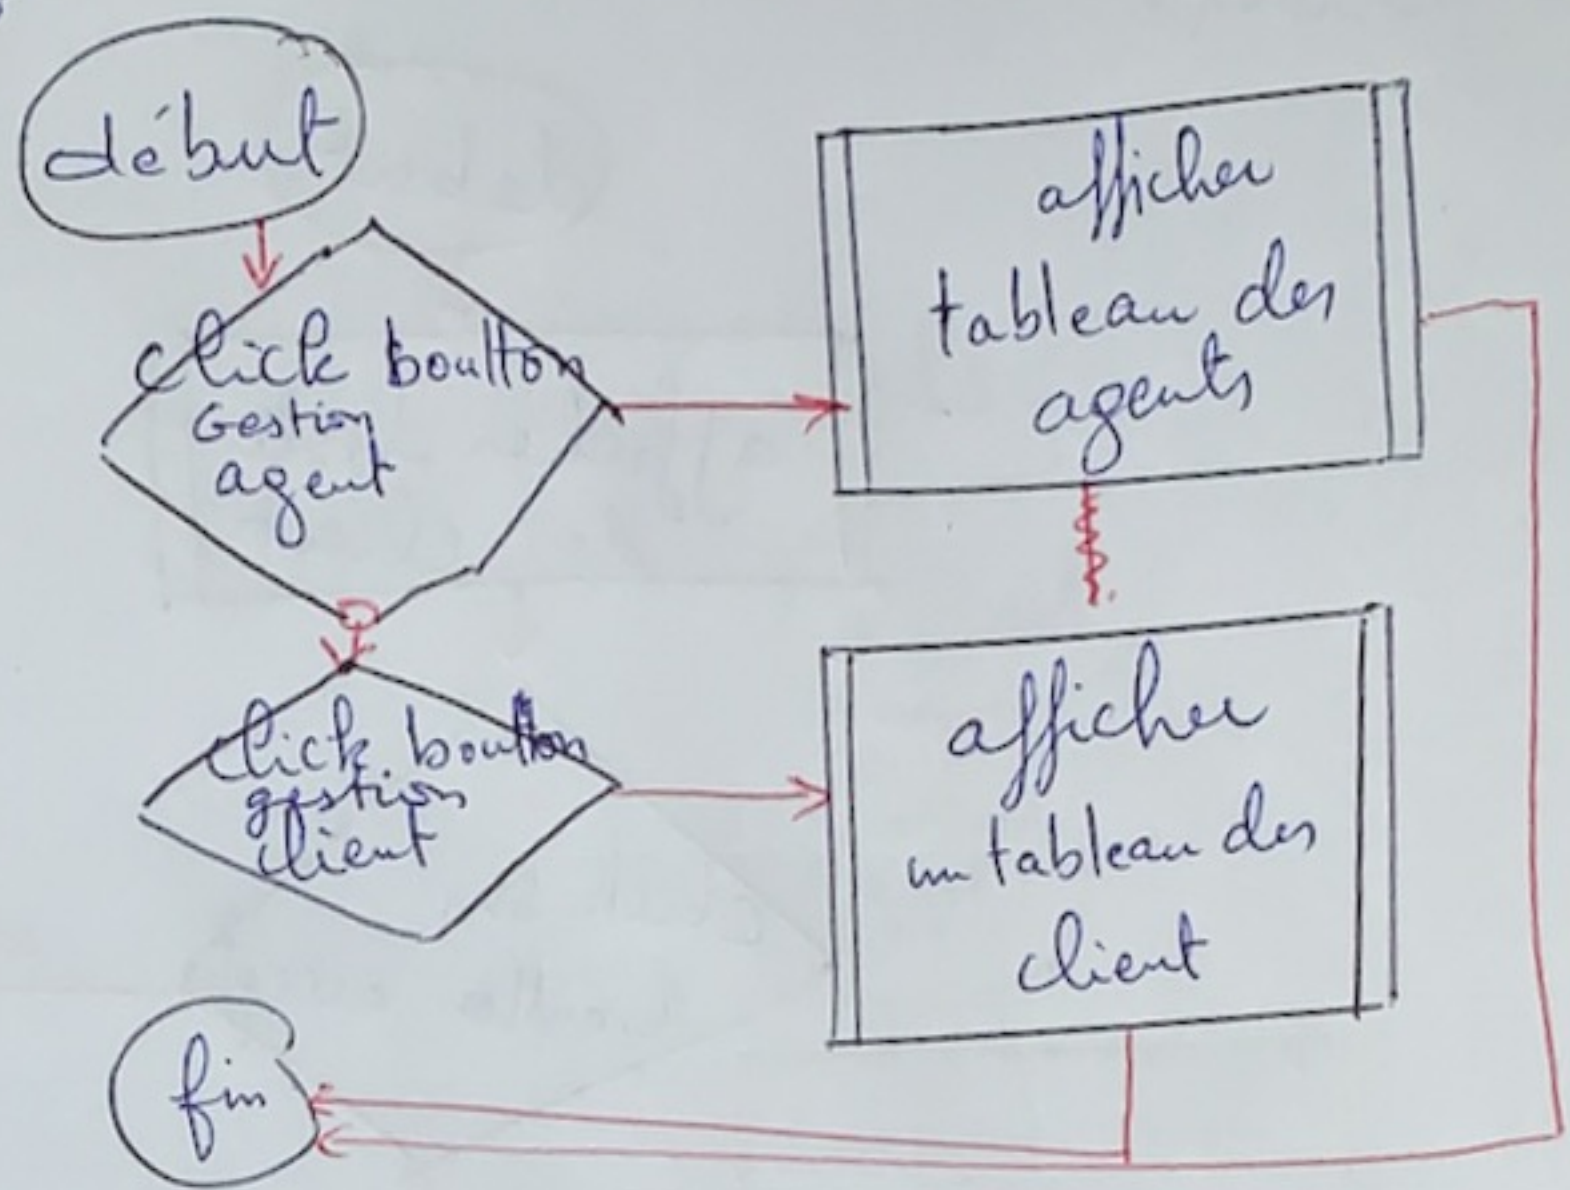 début
click boutton
Gestion
agent
afficher
tableau des
agents
click boutton
gestion
client
afficher
un tableau des
client
fin